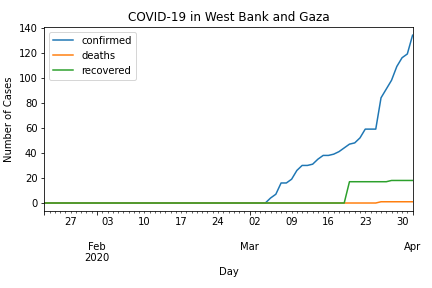 COVID-19 in West Bank and Gaza
confirmed
deaths
recovered
Number of Cases
140
120
100
80
60
40
20
0
27 03 10 17 24 02 09 16 23 30
Feb Mar Apr
2020
Day